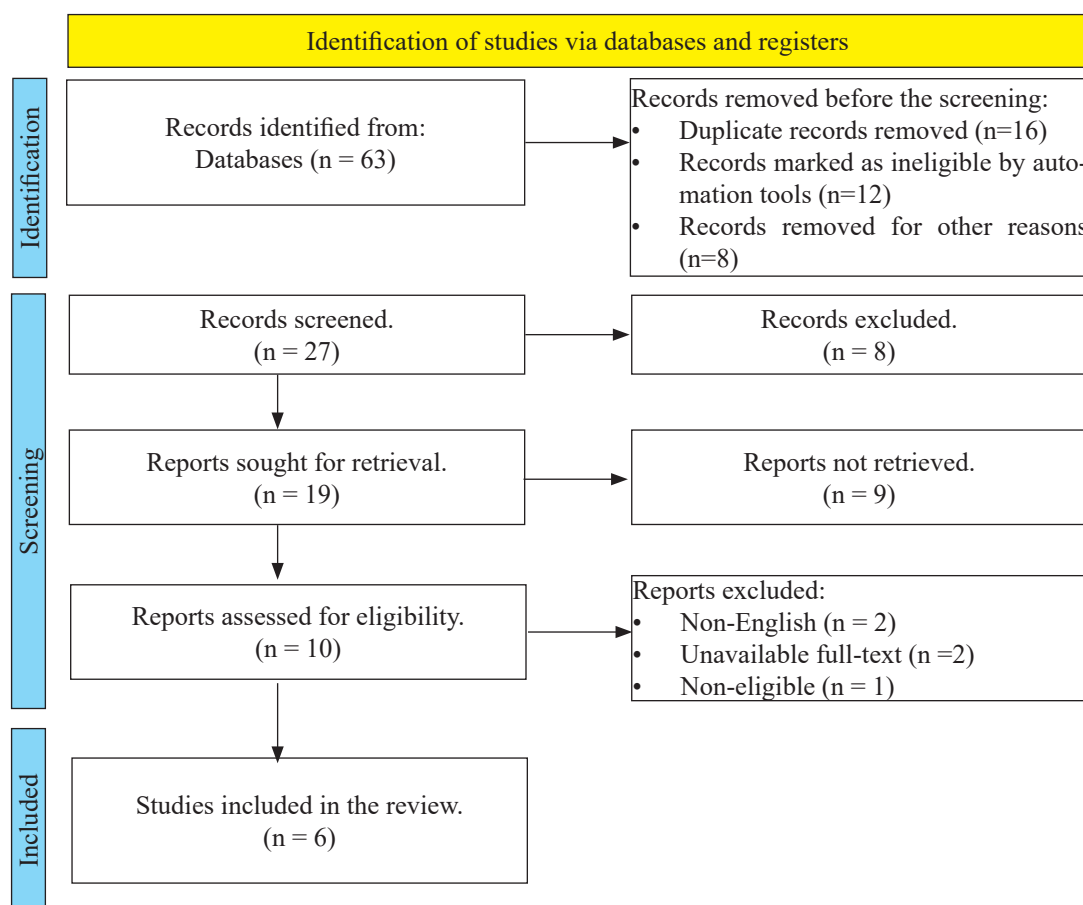 Identification of studies via databases and registers
Identification
Records identified from:
Databases (n = 63)
Records removed before the screening:
• Duplicate records removed (n=16)
• Records marked as ineligible by auto-
mation tools (n=12)
• Records removed for other reasons
(n=8)
Screening
Records screened.
(n = 27)
Records excluded.
(n = 8)
Reports sought for retrieval.
(n = 19)
Reports not retrieved.
(n = 9)
Reports assessed for eligibility.
(n = 10)
Reports excluded:
• Non-English (n = 2)
• Unavailable full-text (n =2)
• Non-eligible (n = 1)
Included
Studies included in the review.
(n = 6)